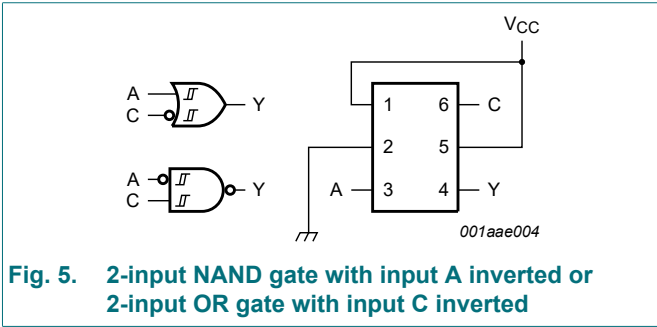 VCC
A
C
Y
A
C
Y
1 6 C
2 5
A 3 4 Y
001aae004
Fig. 5. 2-input NAND gate with input A inverted or
2-input OR gate with input C inverted